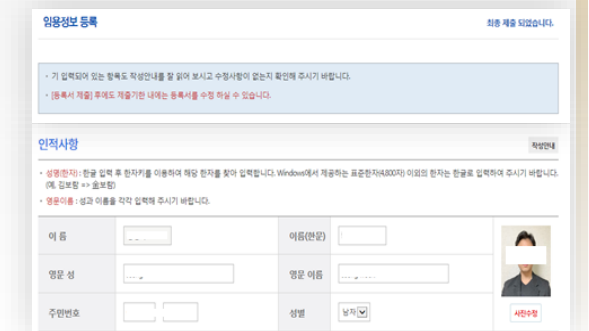 임용정보 등록
최종 제출 되었습니다.
• 기 입력되어 있는 항목도 작성안내를 잘 읽어 보시고 수정사항이 없는지 확인해 주시기 바랍니다.
• [등록서 제출] 후에도 제출기한 내에는 등록서를 수정 하실 수 있습니다.
인적사항
작성안내
• 성명(한자) : 한글 입력 후 한자키를 이용하여 해당 한자를 찾아 입력합니다. Windows에서 제공하는 표준한자(4,800자) 이외의 한자는 한글로 입력하여 주시기 바랍니다.
(예, 김보람 => 金보람)
• 영문이름 : 성과 이름을 각각 입력해 주시기 바랍니다.
이 름
이름(한문)
영문 성
영문 이름
주민번호
성별
남자
사진수정